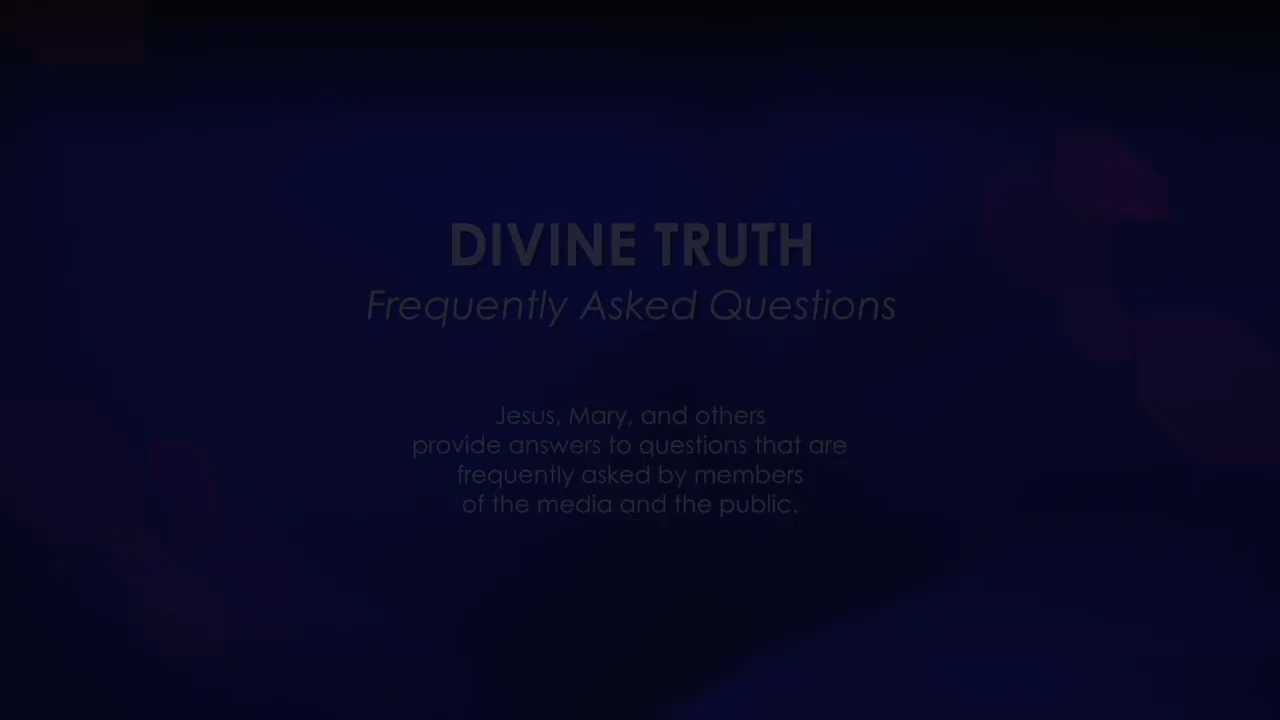 DIVINE TRUTH
Frequently Asked Questions
Jesus, Mary, and others
provide answers to questions that are
frequently asked by members
of the media and the public.